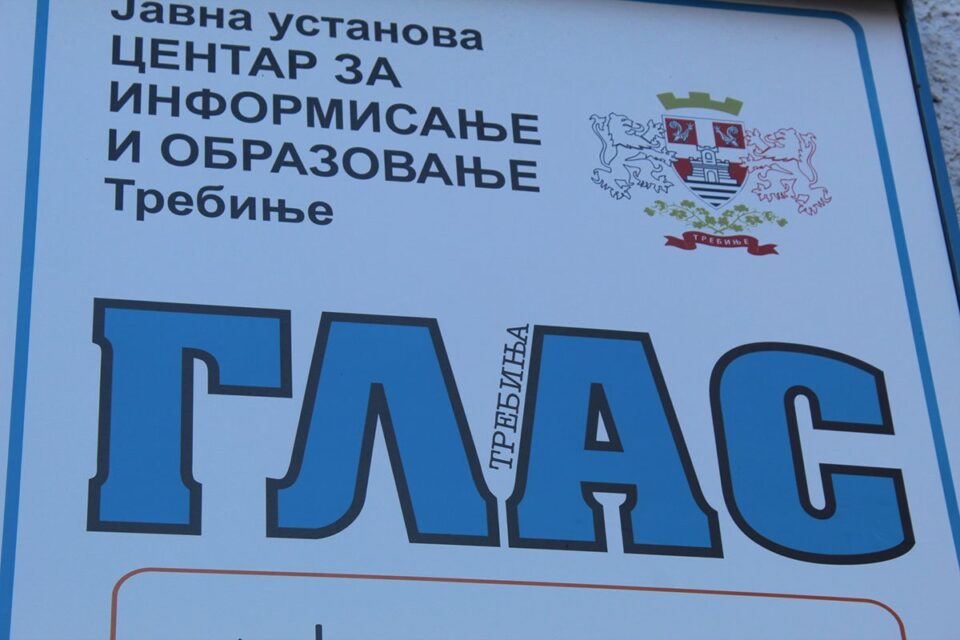 Јавна установа
ЦЕНТАР ЗА
ИНФОРМИСАЊЕ
И ОБРАЗОВАЊЕ
Требиње
ТРЕБИЊЕ
ГЛАС
ТРЕБИЊА